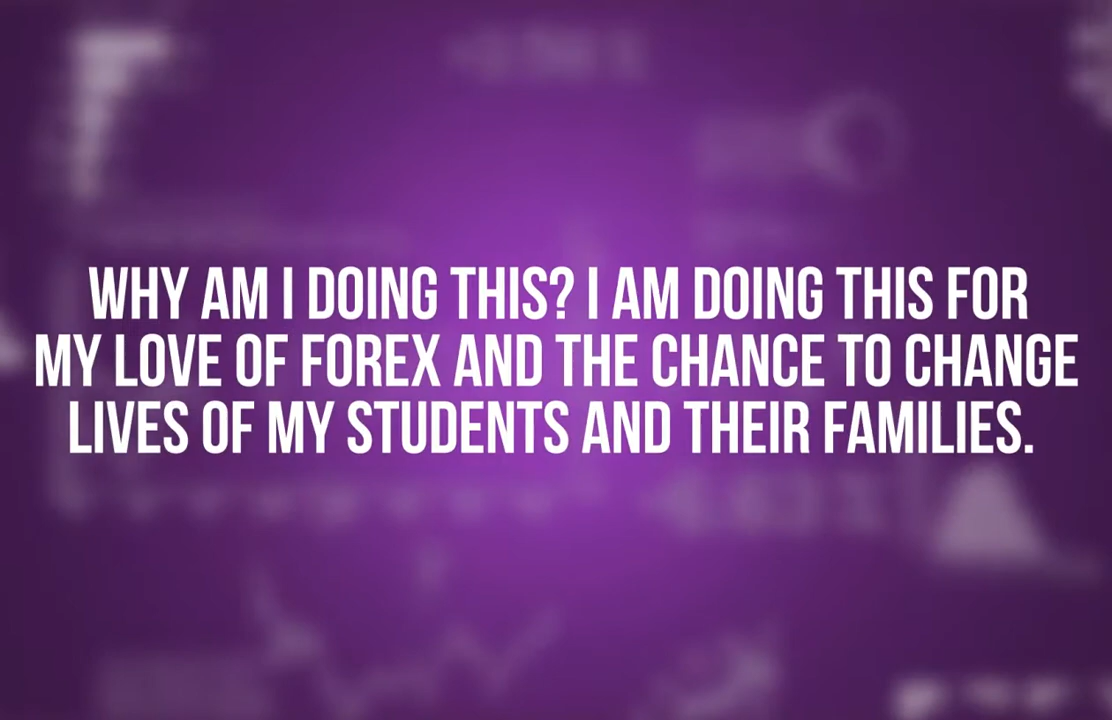 WHY AM I DOING THIS? I AM DOING THIS FOR
MY LOVE OF FOREX AND THE CHANCE TO CHANGE
LIVES OF MY STUDENTS AND THEIR FAMILIES.